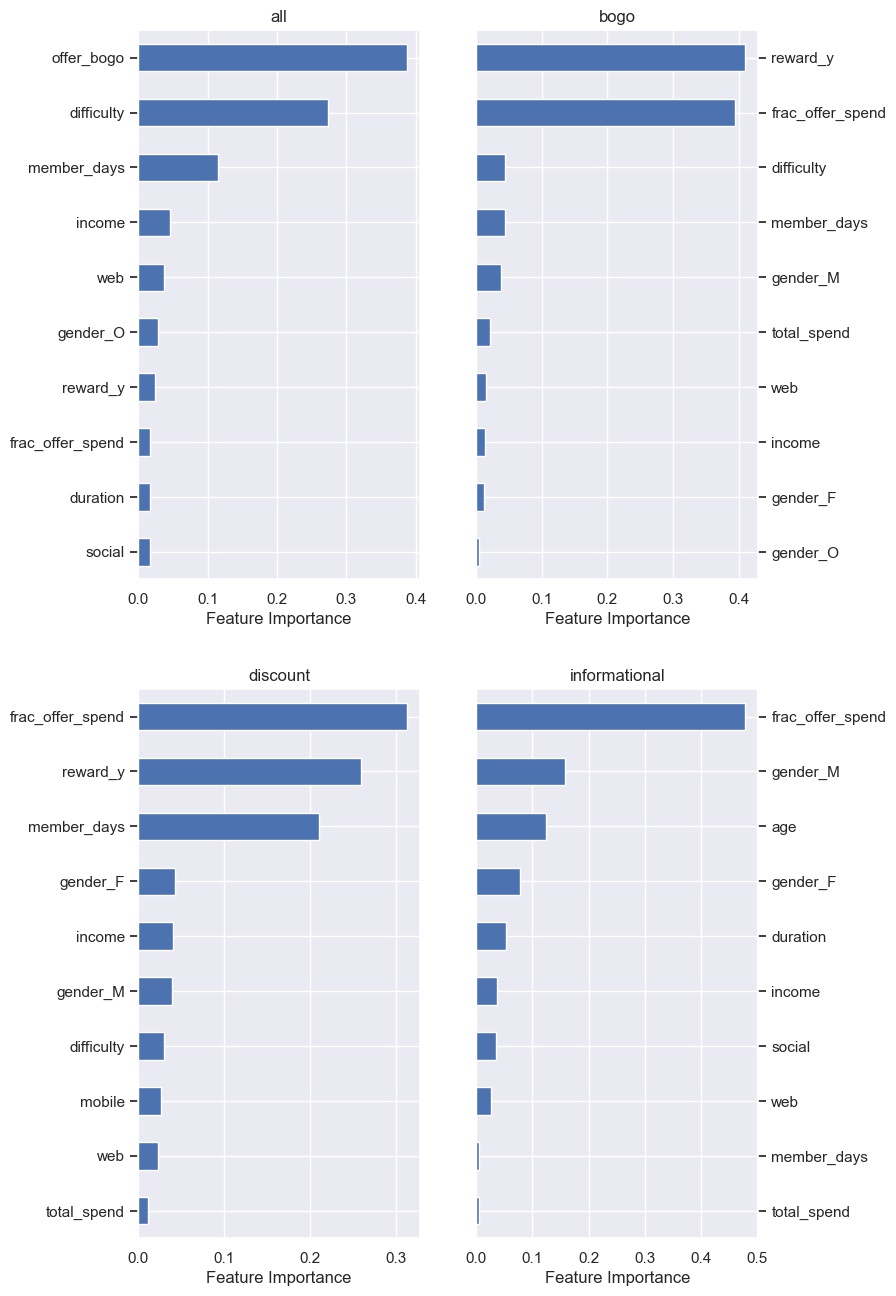 all
offer_bogo
difficulty
member_days
income
web
gender_O
reward_y
frac_offer_spend
duration
social
0.0 0.1 0.2 0.3 0.4
Feature Importance
bogo
reward_y
frac_offer_spend
difficulty
member_days
gender_M
total_spend
web
income
gender_F
gender_O
0.0 0.1 0.2 0.3 0.4
Feature Importance
discount
frac_offer_spend
reward_y
member_days
gender_F
income
gender_M
difficulty
mobile
web
total_spend
0.0 0.1 0.2 0.3
Feature Importance
informational
frac_offer_spend
gender_M
age
gender_F
duration
income
social
web
member_days
total_spend
0.0 0.1 0.2 0.3 0.4 0.5
Feature Importance